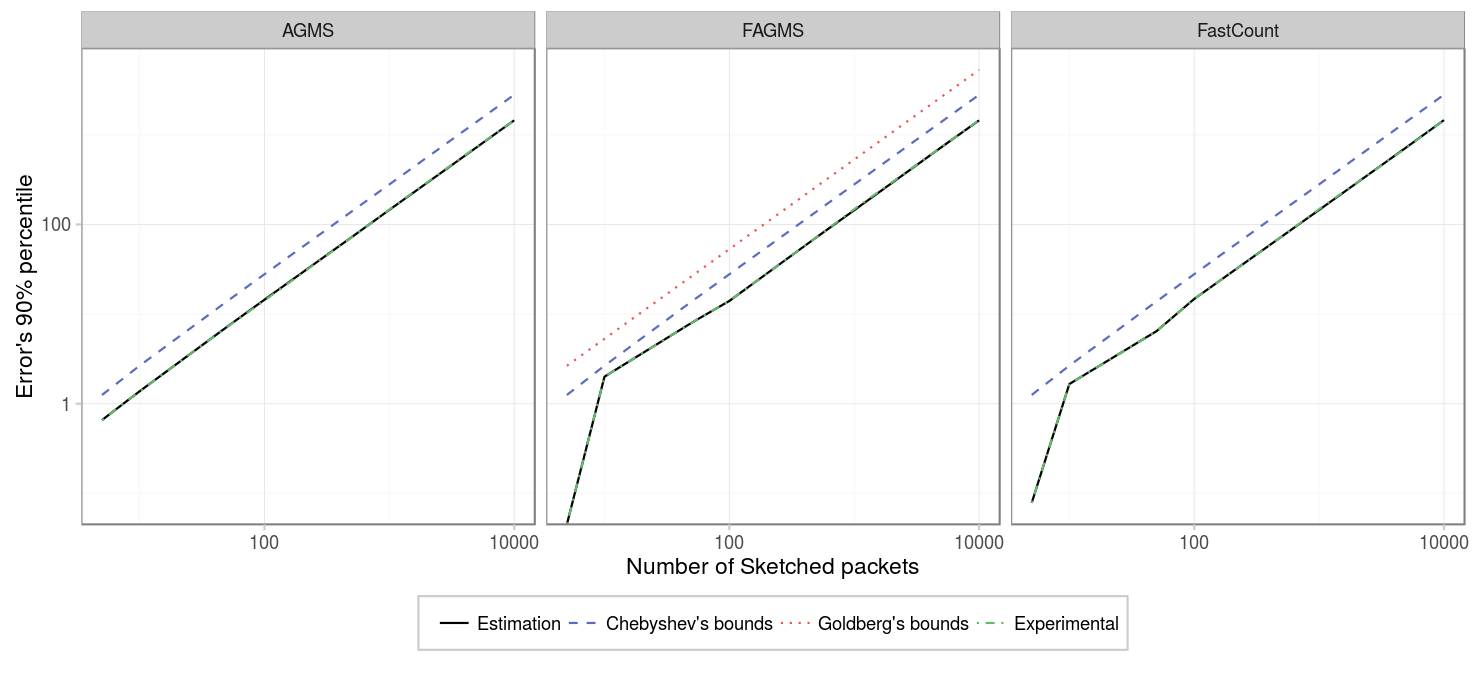 AGMS FAGMS FastCount
Error's 90% percentile
100
1
100 10000 100 10000 100 10000
Number of Sketched packets
Estimation Chebyshev's bounds Goldberg's bounds Experimental